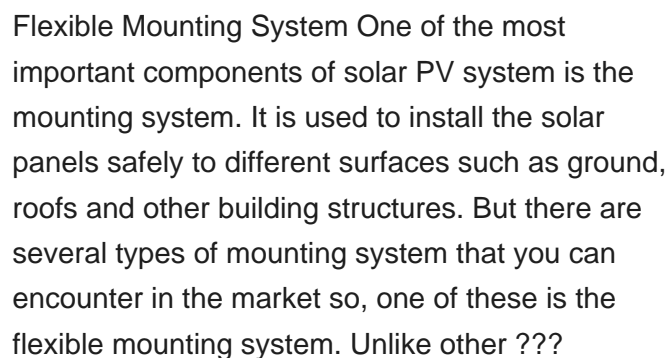 Flexible Mounting System One of the most
important components of solar PV system is the
mounting system. It is used to install the solar
panels safely to different surfaces such as ground,
roofs and other building structures. But there are
several types of mounting system that you can
encounter in the market so, one of these is the
flexible mounting system. Unlike other ???